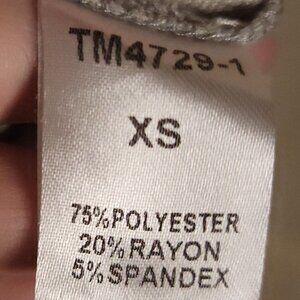 TM4729-1
XS
75%POLYESTER
20%RAYON
5%SPANDEX